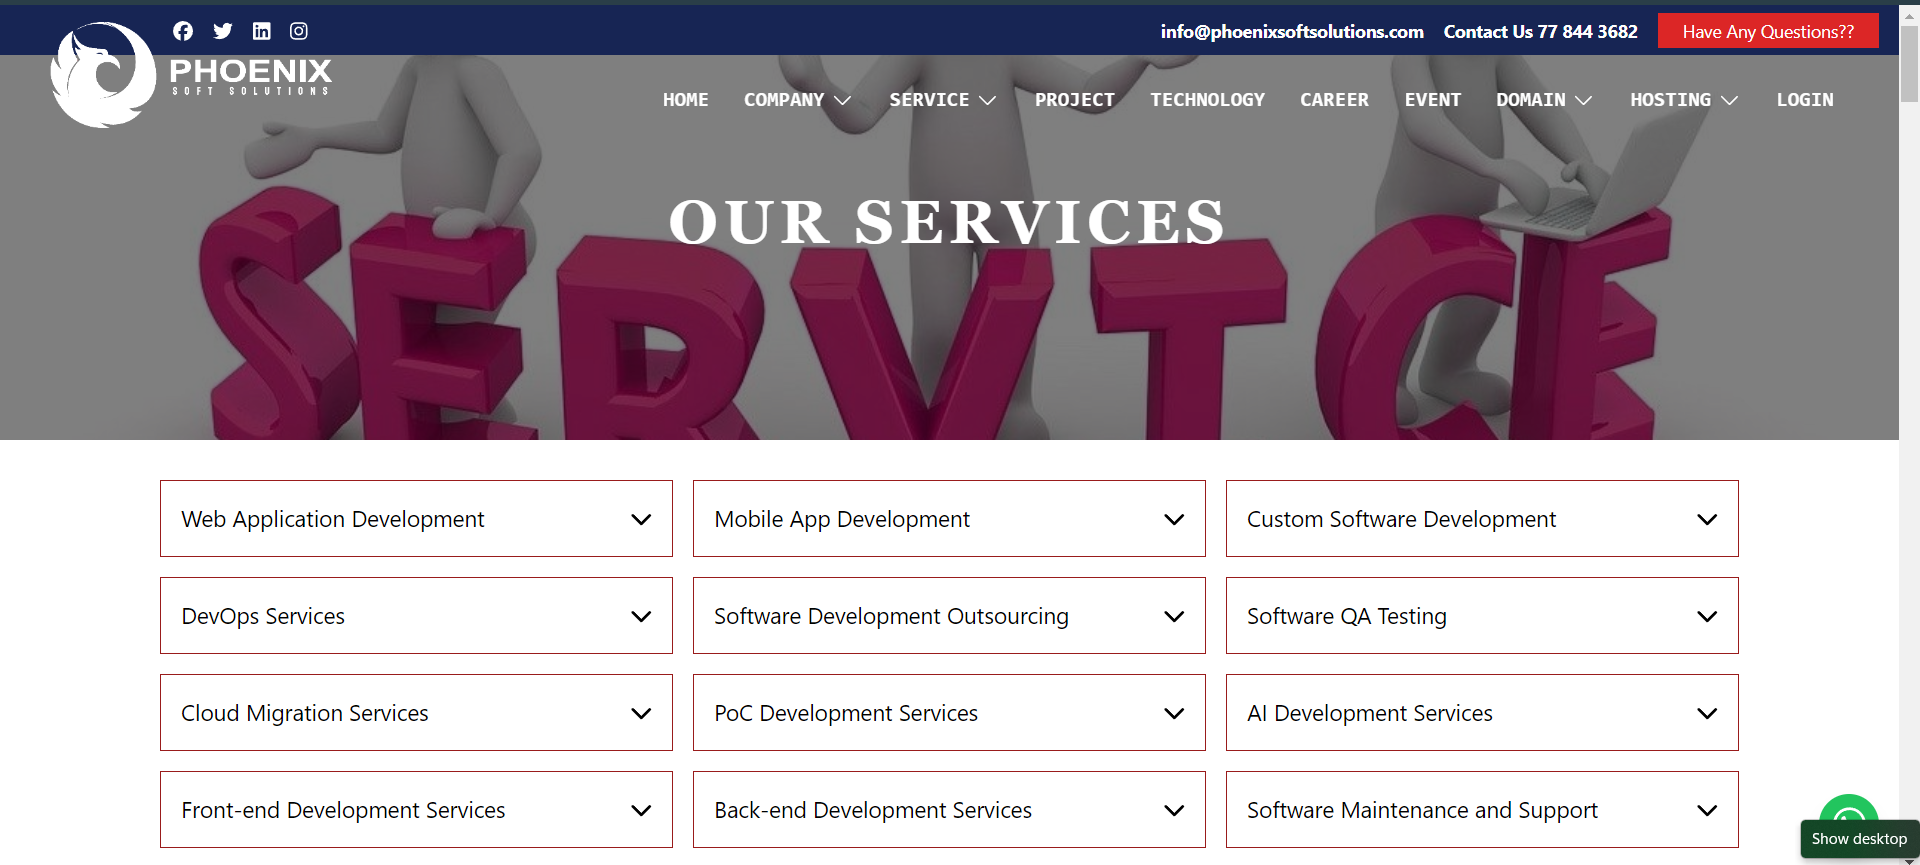 info@phoenixsoftsolutions.com Contact Us 77 844 3682 Have Any Questions??
PHOENIX
SOFT SOLUTIONS
HOME COMPANY SERVICE PROJECT TECHNOLOGY CAREER EVENT DOMAIN HOSTING LOGIN
OUR SERVICES
SERVICE
Web Application Development
Mobile App Development
Custom Software Development
DevOps Services
Software Development Outsourcing
Software QA Testing
Cloud Migration Services
PoC Development Services
AI Development Services
Front-end Development Services
Back-end Development Services
Software Maintenance and Support
Show desktop